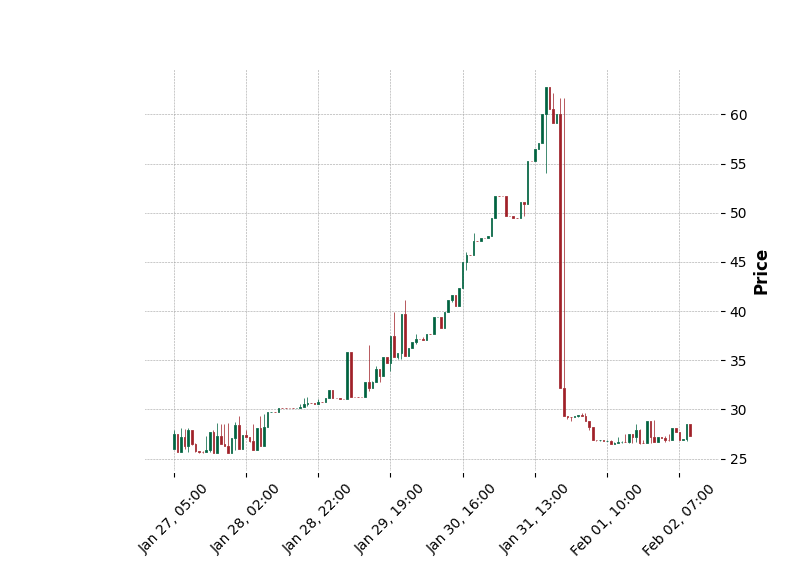 60
55
50
45
40
35
30
25
Price
Jan 27, 05:00
Jan 28, 02:00
Jan 28, 22:00
Jan 29, 19:00
Jan 30, 16:00
Jan 31, 13:00
Feb 01, 10:00
Feb 02, 07:00